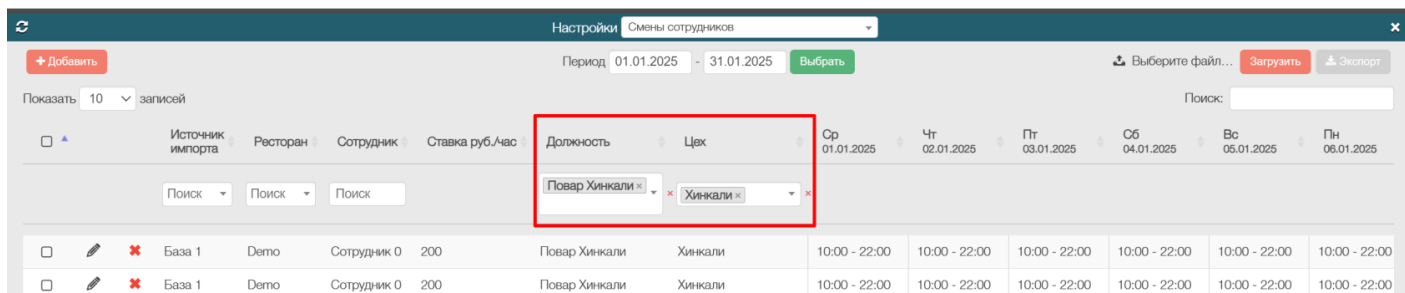 Настройки Смены сотрудников
+ Добавить Период 01.01.2025 - 31.01.2025 Выбрать Выберите файл... Загрузить Экспорт
Показать 10 записей Поиск:
Источник импорта Ресторан Сотрудник Ставка руб./час Должность Цех Ср 01.01.2025 Чт 02.01.2025 Пт 03.01.2025 Сб 04.01.2025 Вс 05.01.2025 Пн 06.01.2025
Поиск Поиск Поиск Повар Хинкали × × Хинкали × ×
База 1 Demo Сотрудник 0 200 Повар Хинкали Хинкали 10:00 - 22:00 10:00 - 22:00 10:00 - 22:00 10:00 - 22:00 10:00 - 22:00 10:00 - 22:00
База 1 Demo Сотрудник 0 200 Повар Хинкали Хинкали 10:00 - 22:00 10:00 - 22:00 10:00 - 22:00 10:00 - 22:00 10:00 - 22:00 10:00 - 22:00